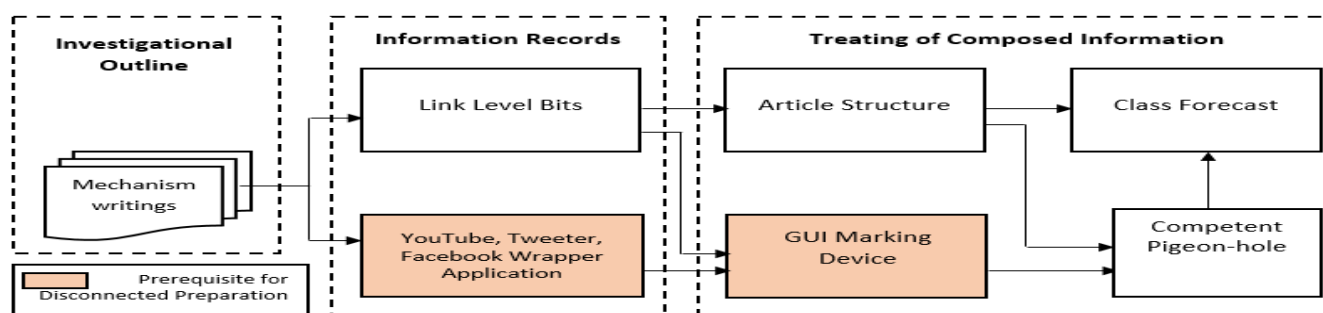 Investigational
Outline
Mechanism
writings
Prerequisite for
Disconnected Preparation
Information Records
Link Level Bits
YouTube, Tweeter,
Facebook Wrapper
Application
Treating of Composed Information
Article Structure
Class Forecast
GUI Marking
Device
Competent
Pigeon-hole